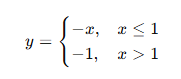 y = { −x, x ≤ 1
−1, x > 1